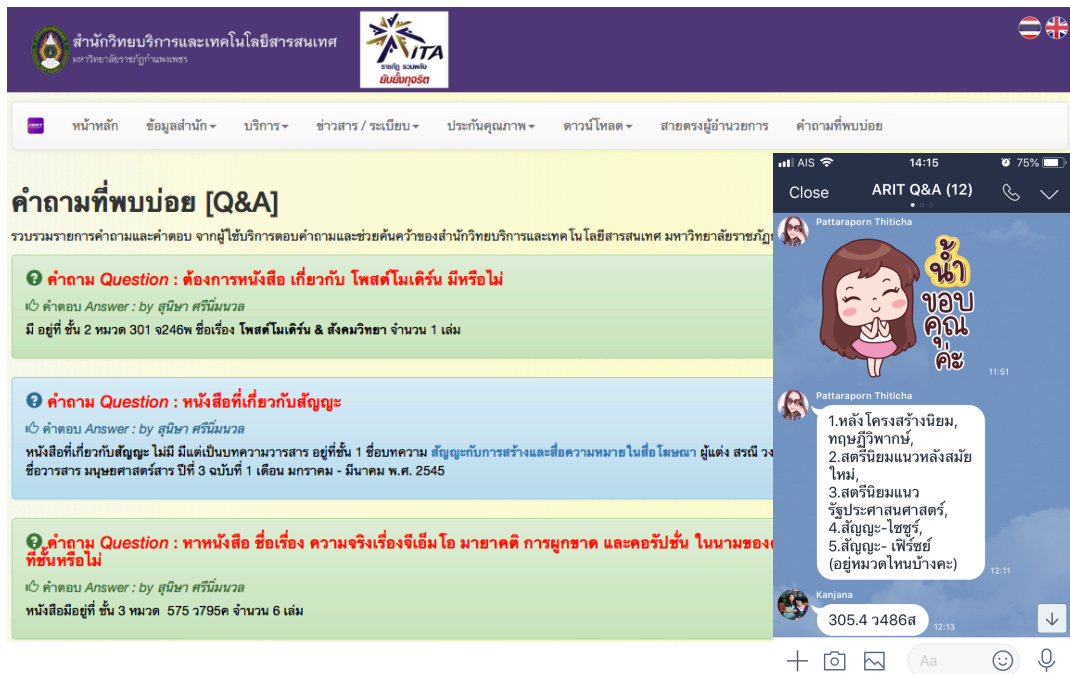 สำนักวิทยบริการและเทคโนโลยีสารสนเทศ
มหาวิทยาลัยราชภัฏกำแพงเพชร
ITA
ราชภัฏ รวมพลัง
ยับยั้งทุจริต
หน้าหลัก ข้อมูลสำนัก บริการ ข่าวสาร / ระเบียบ ประกันคุณภาพ ดาวน์โหลด สายตรงผู้อำนวยการ คำถามที่พบบ่อย
คำถามที่พบบ่อย [Q&A]
รวบรวมรายการคำถามและคำตอบ จากผู้ใช้บริการตอบคำถามและช่วยค้นคว้าของสำนักวิทยบริการและเทคโนโลยีสารสนเทศ มหาวิทยาลัยราชภัฏ
คำถาม Question : ต้องการหนังสือ เกี่ยวกับ โพสต์โมเดิร์น มีหรือไม่
คำตอบ Answer : by สุนิษา ศรีนิ่มนวล
มี อยู่ที่ ชั้น 2 หมวด 301 จ246พ ชื่อเรื่อง โพสต์โมเดิร์น & สังคมวิทยา จำนวน 1 เล่ม
คำถาม Question : หนังสือที่เกี่ยวกับสัญญะ
คำตอบ Answer : by สุนิษา ศรีนิ่มนวล
หนังสือที่เกี่ยวกับสัญญะ ไม่มี มีแต่เป็นบทความวารสาร อยู่ที่ชั้น 1 ชื่อบทความ สัญญะกับการสร้างและสื่อความหมายในสื่อโฆษณา ผู้แต่ง สรณี วง
ชื่อวารสาร มนุษยศาสตร์สาร ปีที่ 3 ฉบับที่ 1 เดือน มกราคม - มีนาคม พ.ศ. 2545
คำถาม Question : หาหนังสือ ชื่อเรื่อง ความจริงเรื่องจีเอ็มโอ มายาคติ การผูกขาด และคอรัปชั่น ในนามของ
ที่ชั้นหรือไม่
คำตอบ Answer : by สุนิษา ศรีนิ่มนวล
หนังสือมีอยู่ที่ ชั้น 3 หมวด 575 ว795ค จำนวน 6 เล่ม
AIS 14:15 75%
Close ARIT Q&A (12)
Pattaraporn Thiticha
น้ำ
ขอบ
คุณ
ค่ะ
11:51
Pattaraporn Thiticha
1.หลังโครงสร้างนิยม,
ทฤษฎีวิพากษ์,
2.สตรีนิยมแนวหลังสมัย
ใหม่,
3.สตรีนิยมแนว
รัฐประศาสนศาสตร์,
4.สัญญะ-ไซซูร์,
5.สัญญะ- เฟิร์ซย์
(อยู่หมวดไหนบ้างคะ)
12:11
Kanjana
305.4 ว486ส
12:13
Aa